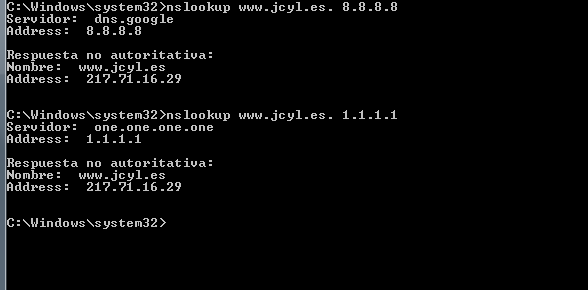 C:\Windows\system32>nslookup www.jcyl.es. 8.8.8.8
Servidor:  dns.google
Address:  8.8.8.8
Respuesta no autoritativa:
Nombre:  www.jcyl.es
Address:  217.71.16.29
C:\Windows\system32>nslookup www.jcyl.es. 1.1.1.1
Servidor:  one.one.one.one
Address:  1.1.1.1
Respuesta no autoritativa:
Nombre:  www.jcyl.es
Address:  217.71.16.29
C:\Windows\system32>